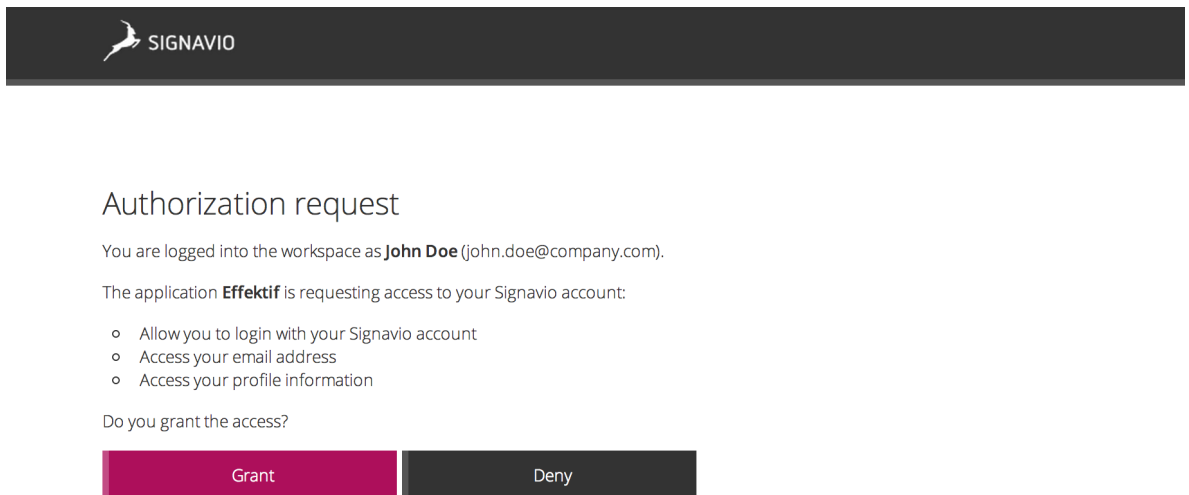 SIGNAVIO
Authorization request
You are logged into the workspace as John Doe (john.doe@company.com).
The application Effektif is requesting access to your Signavio account:
Allow you to login with your Signavio account
Access your email address
Access your profile information
Do you grant the access?
Grant Deny